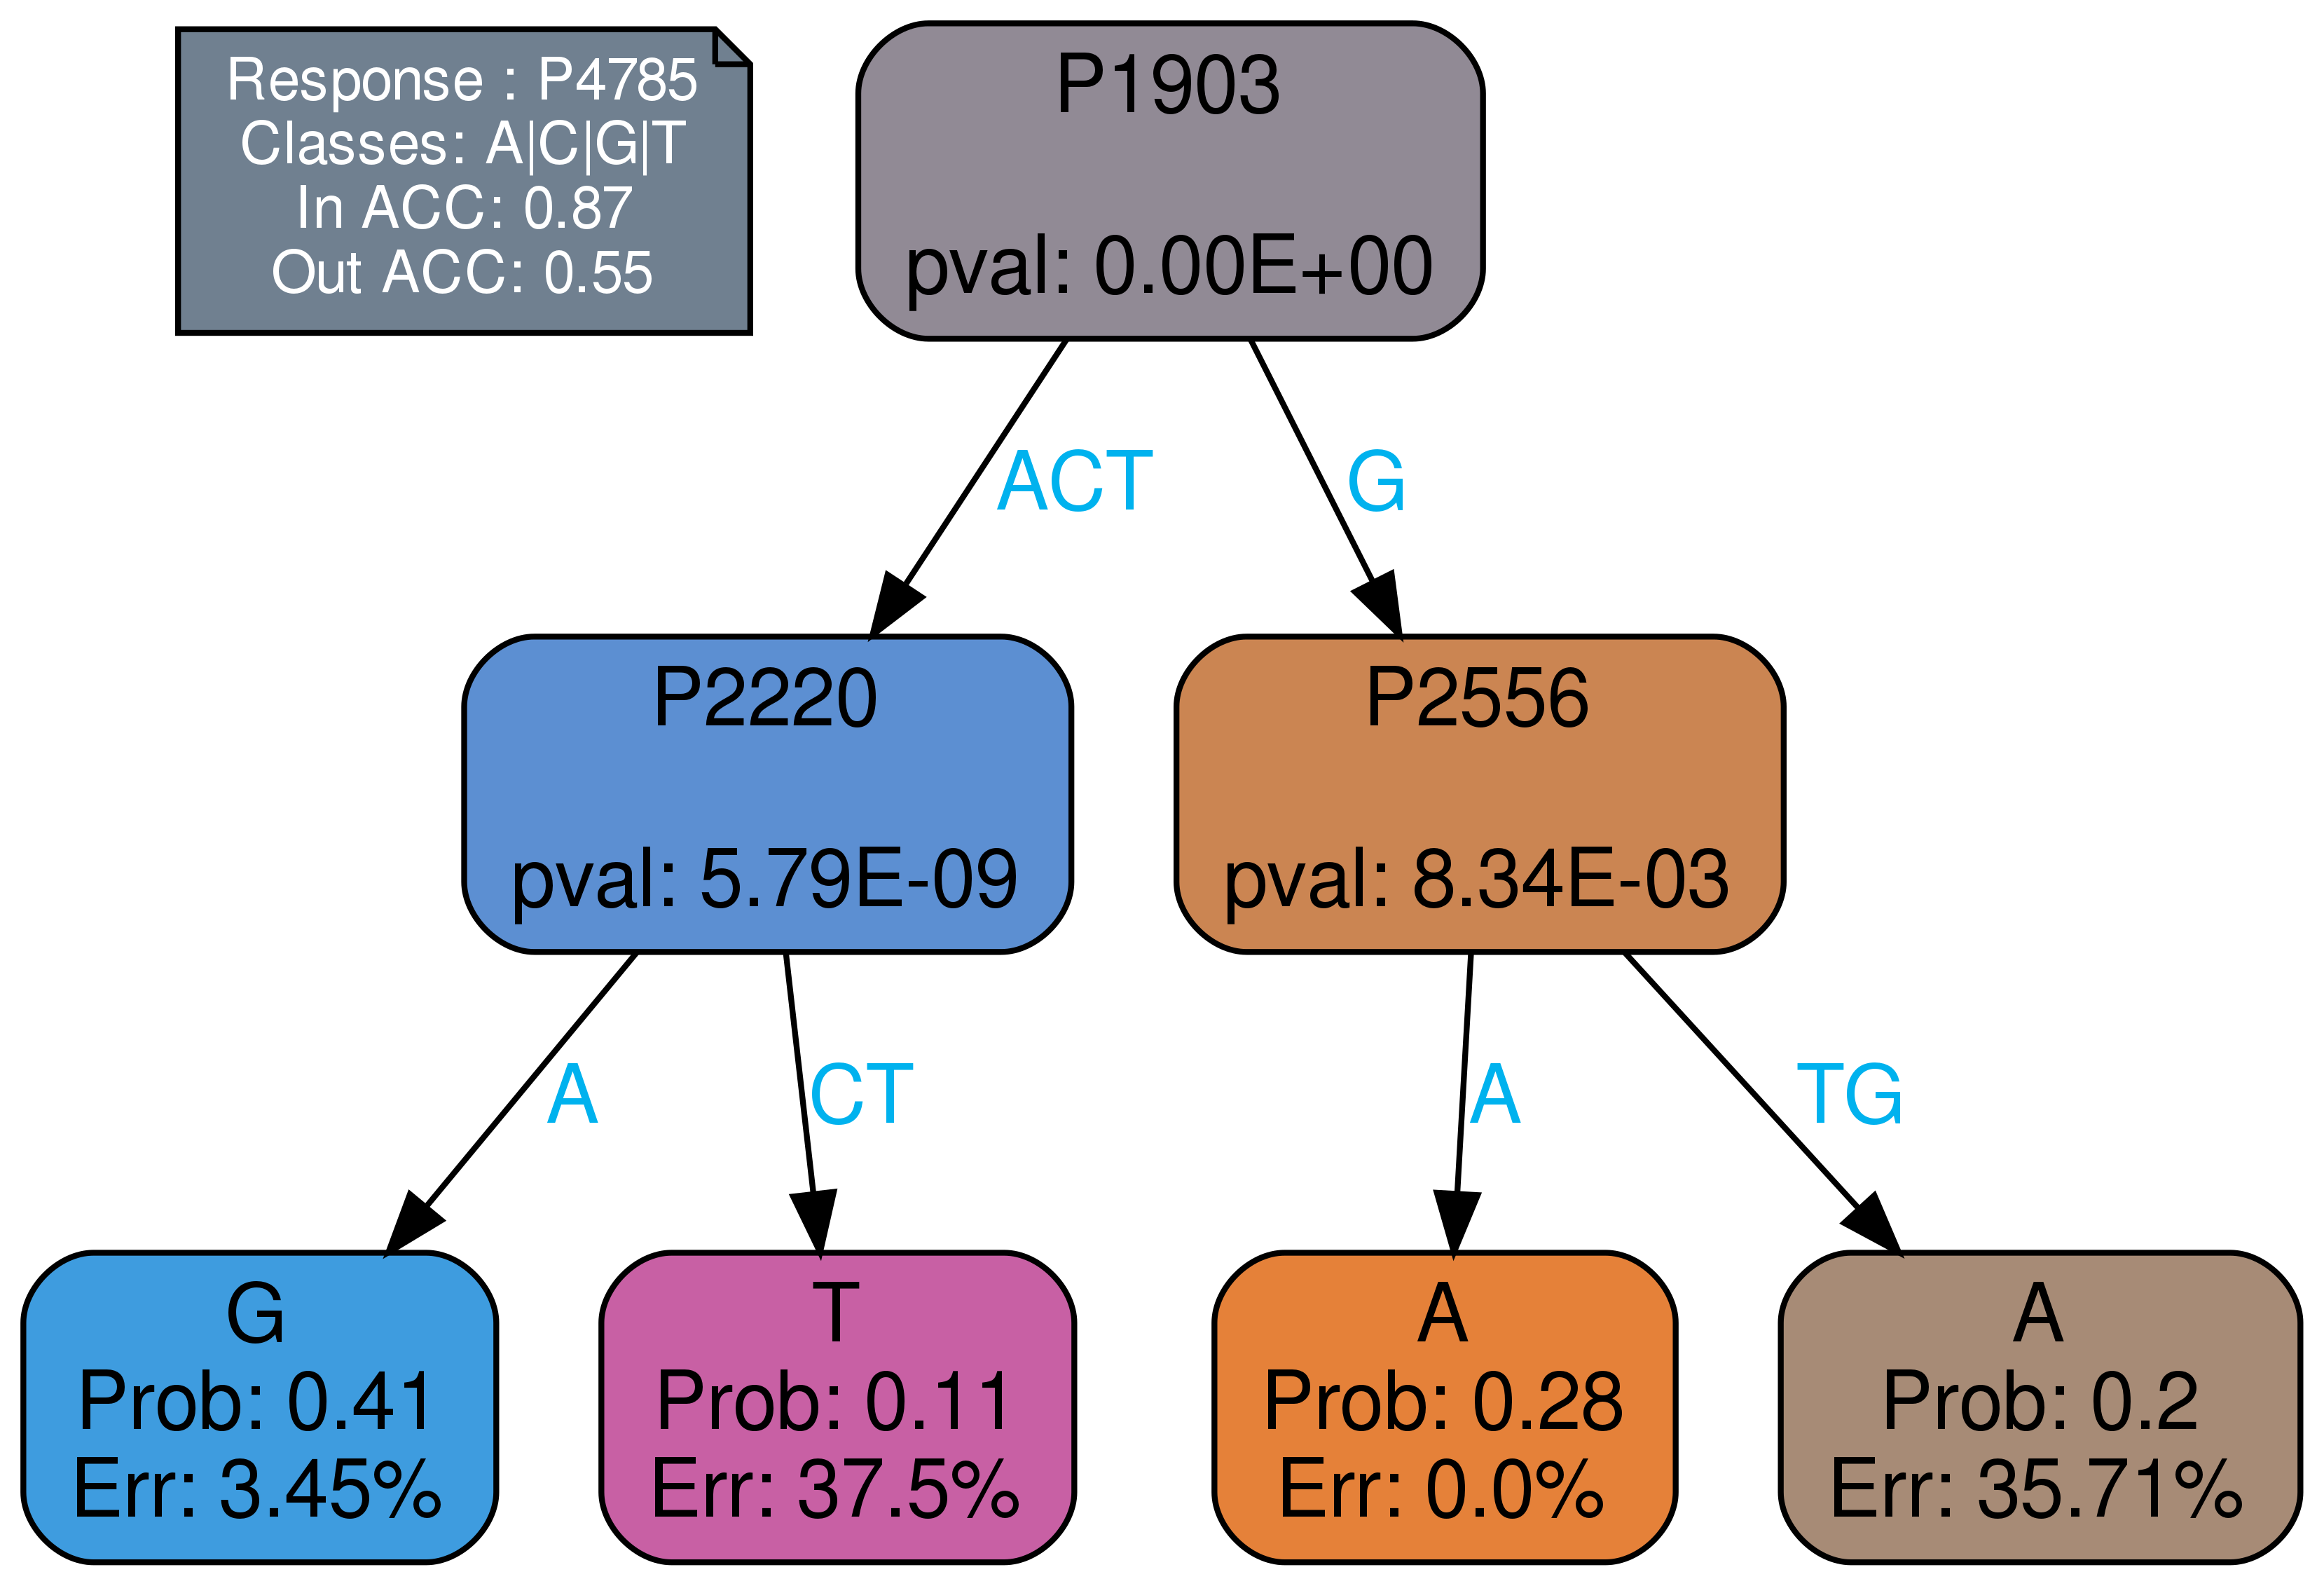 Response : P4785
Classes: A|C|G|T
In ACC: 0.87
Out ACC: 0.55
P1903
pval: 0.00E+00
ACT
G
P2220
pval: 5.79E-09
P2556
pval: 8.34E-03
A
CT
A
TG
G
Prob: 0.41
Err: 3.45%
T
Prob: 0.11
Err: 37.5%
A
Prob: 0.28
Err: 0.0%
A
Prob: 0.2
Err: 35.71%